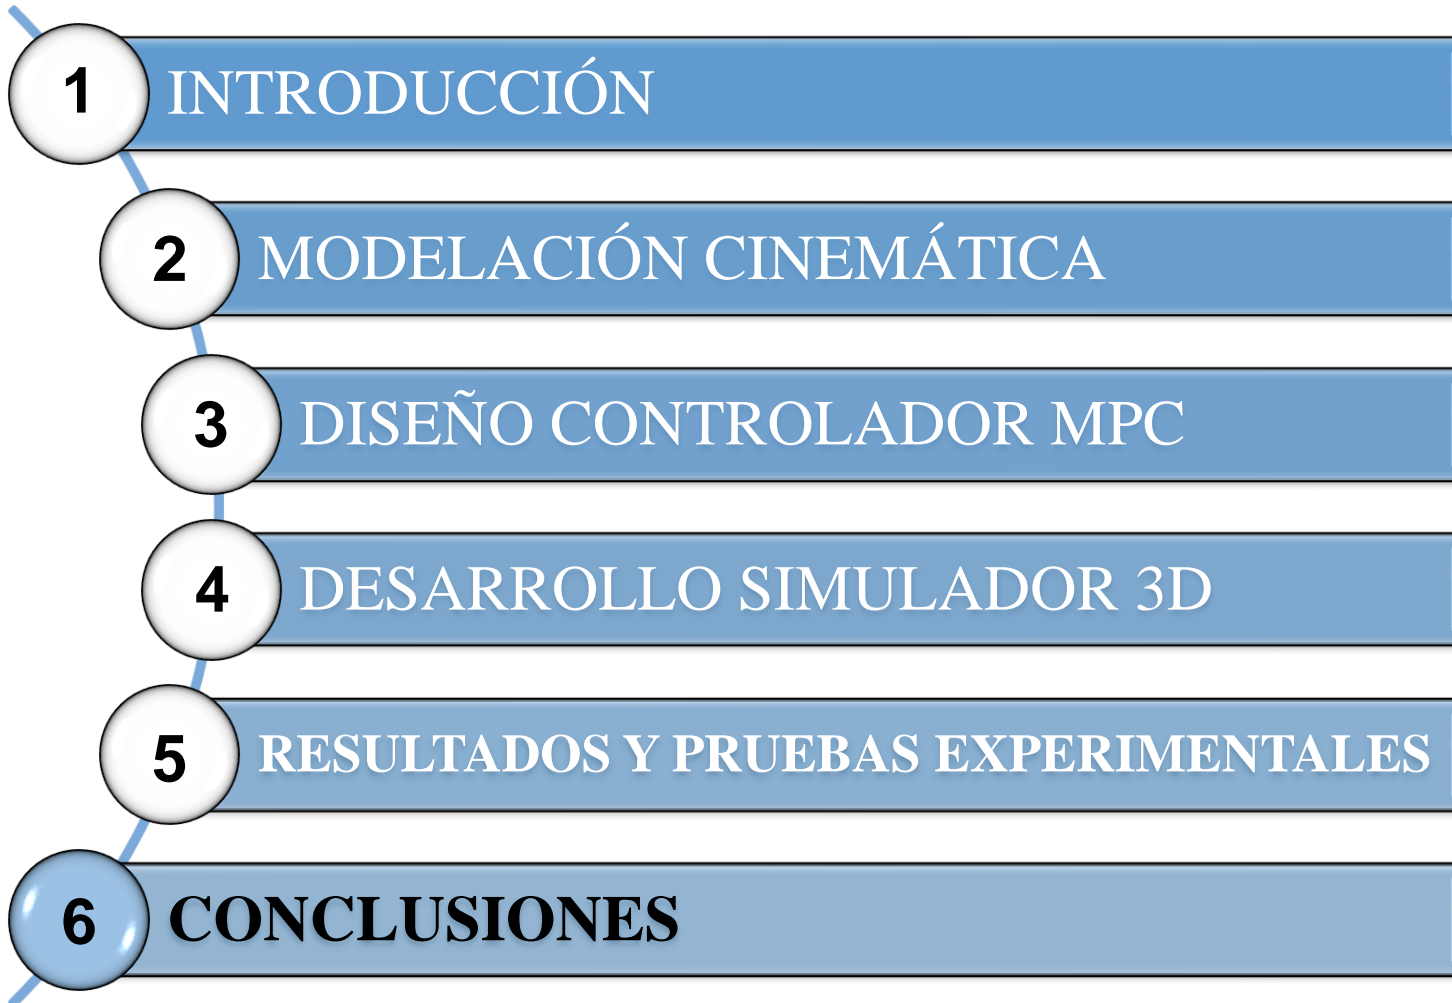 1 INTRODUCCIÓN
2 MODELACIÓN CINEMÁTICA
3 DISEÑO CONTROLADOR MPC
4 DESARROLLO SIMULADOR 3D
5 RESULTADOS Y PRUEBAS EXPERIMENTALES
6 CONCLUSIONES